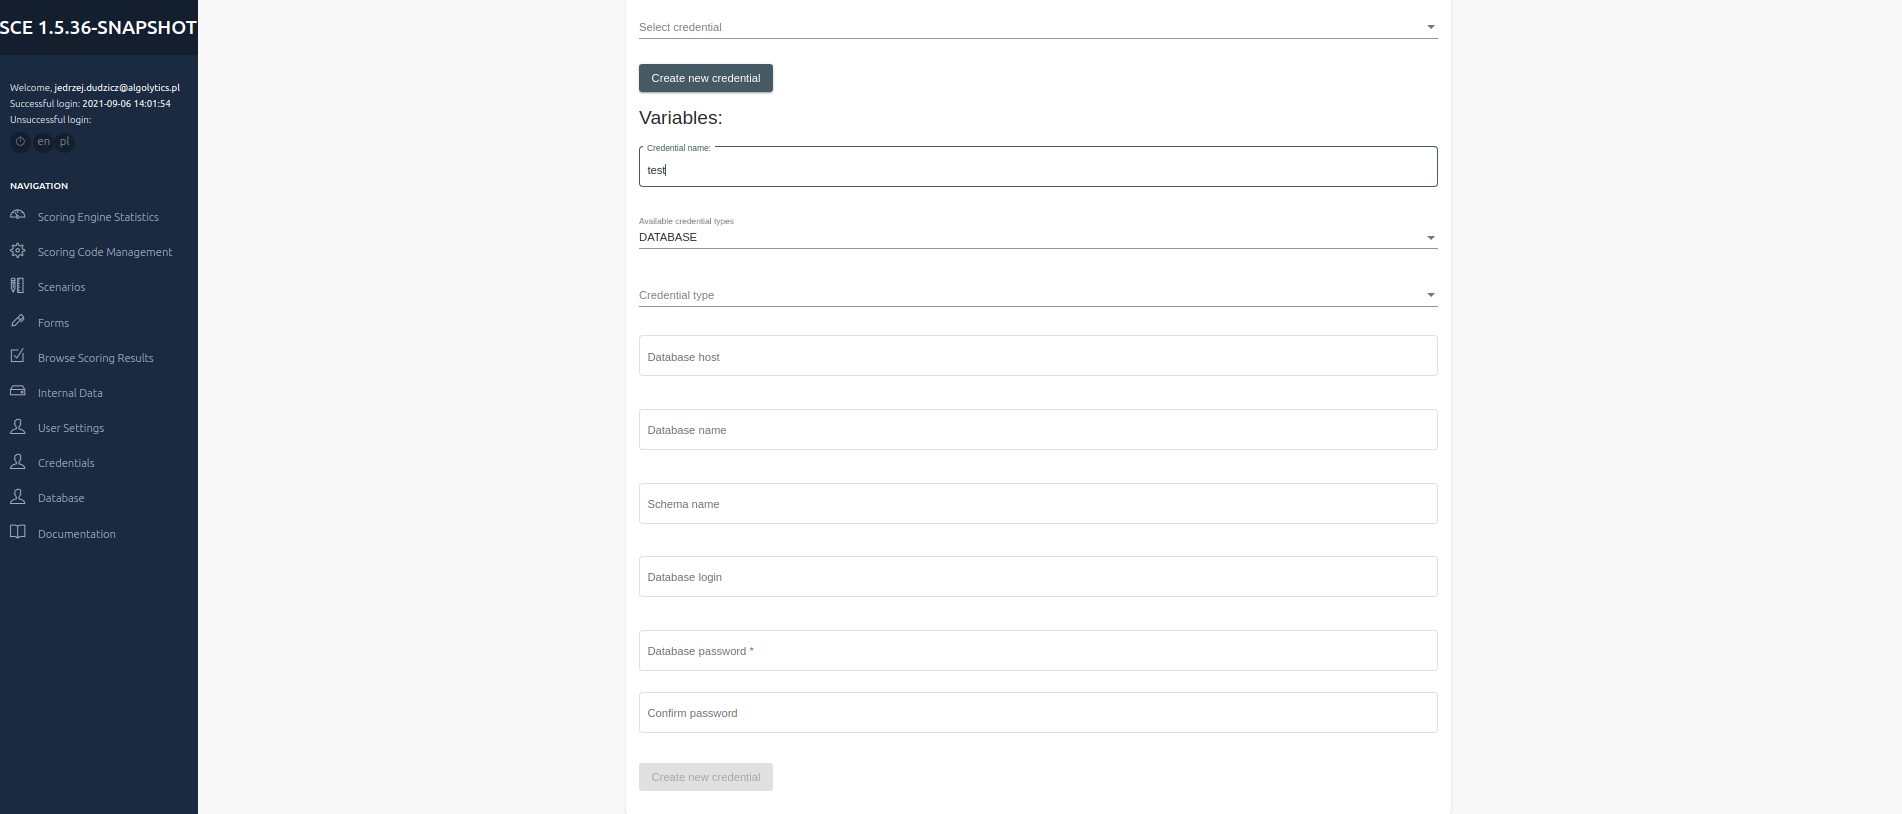 SCE 1.5.36-SNAPSHOT
Welcome, jedrzej.dudzicz@algolytics.pl
Successful login: 2021-09-06 14:01:54
Unsuccessful login:
en pl
NAVIGATION
Scoring Engine Statistics
Scoring Code Management
Scenarios
Forms
Browse Scoring Results
Internal Data
User Settings
Credentials
Database
Documentation
Select credential
Create new credential
Variables:
Credential name:
test
Available credential types
DATABASE
Credential type
Database host
Database name
Schema name
Database login
Database password *
Confirm password
Create new credential